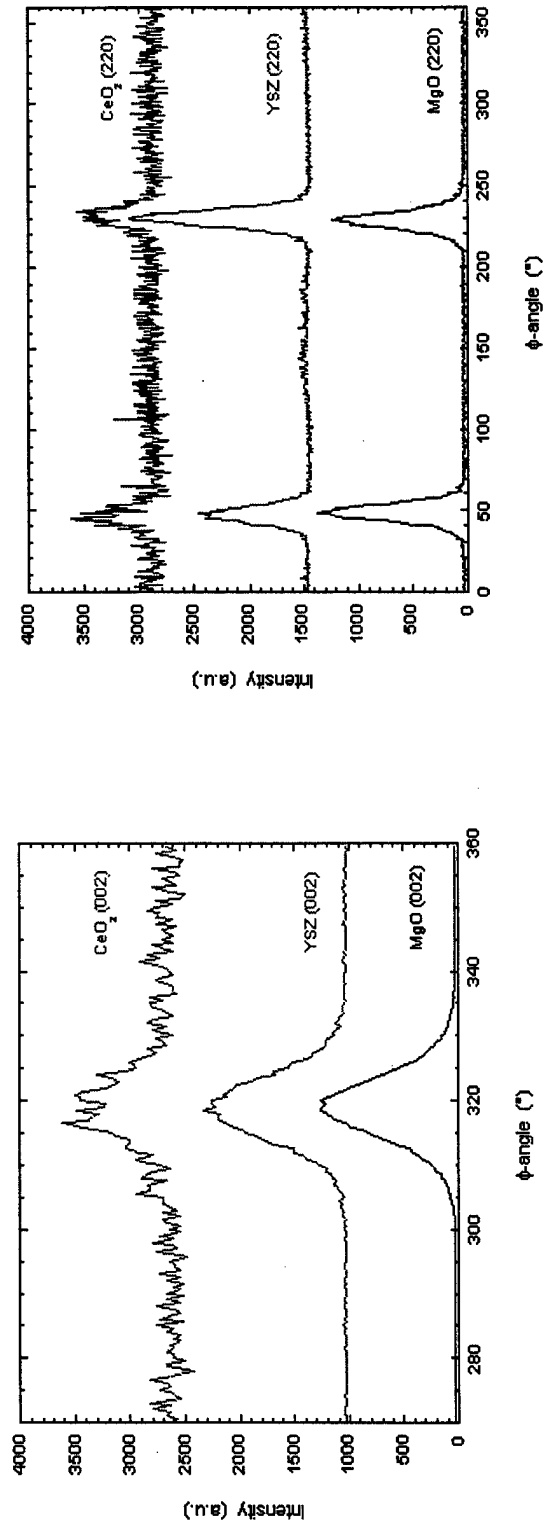 Intensity (a.u.)
4000
3500
3000
2500
2000
1500
1000
500
0
CeO₂ (002)
YSZ (002)
MgO (002)
280 300 320 340 360
ϕ-angle (°)
Intensity (a.u.)
4000
3500
3000
2500
2000
1500
1000
500
0
CeO₂ (220)
YSZ (220)
MgO (220)
0 50 100 150 200 250 300 350
ϕ-angle (°)